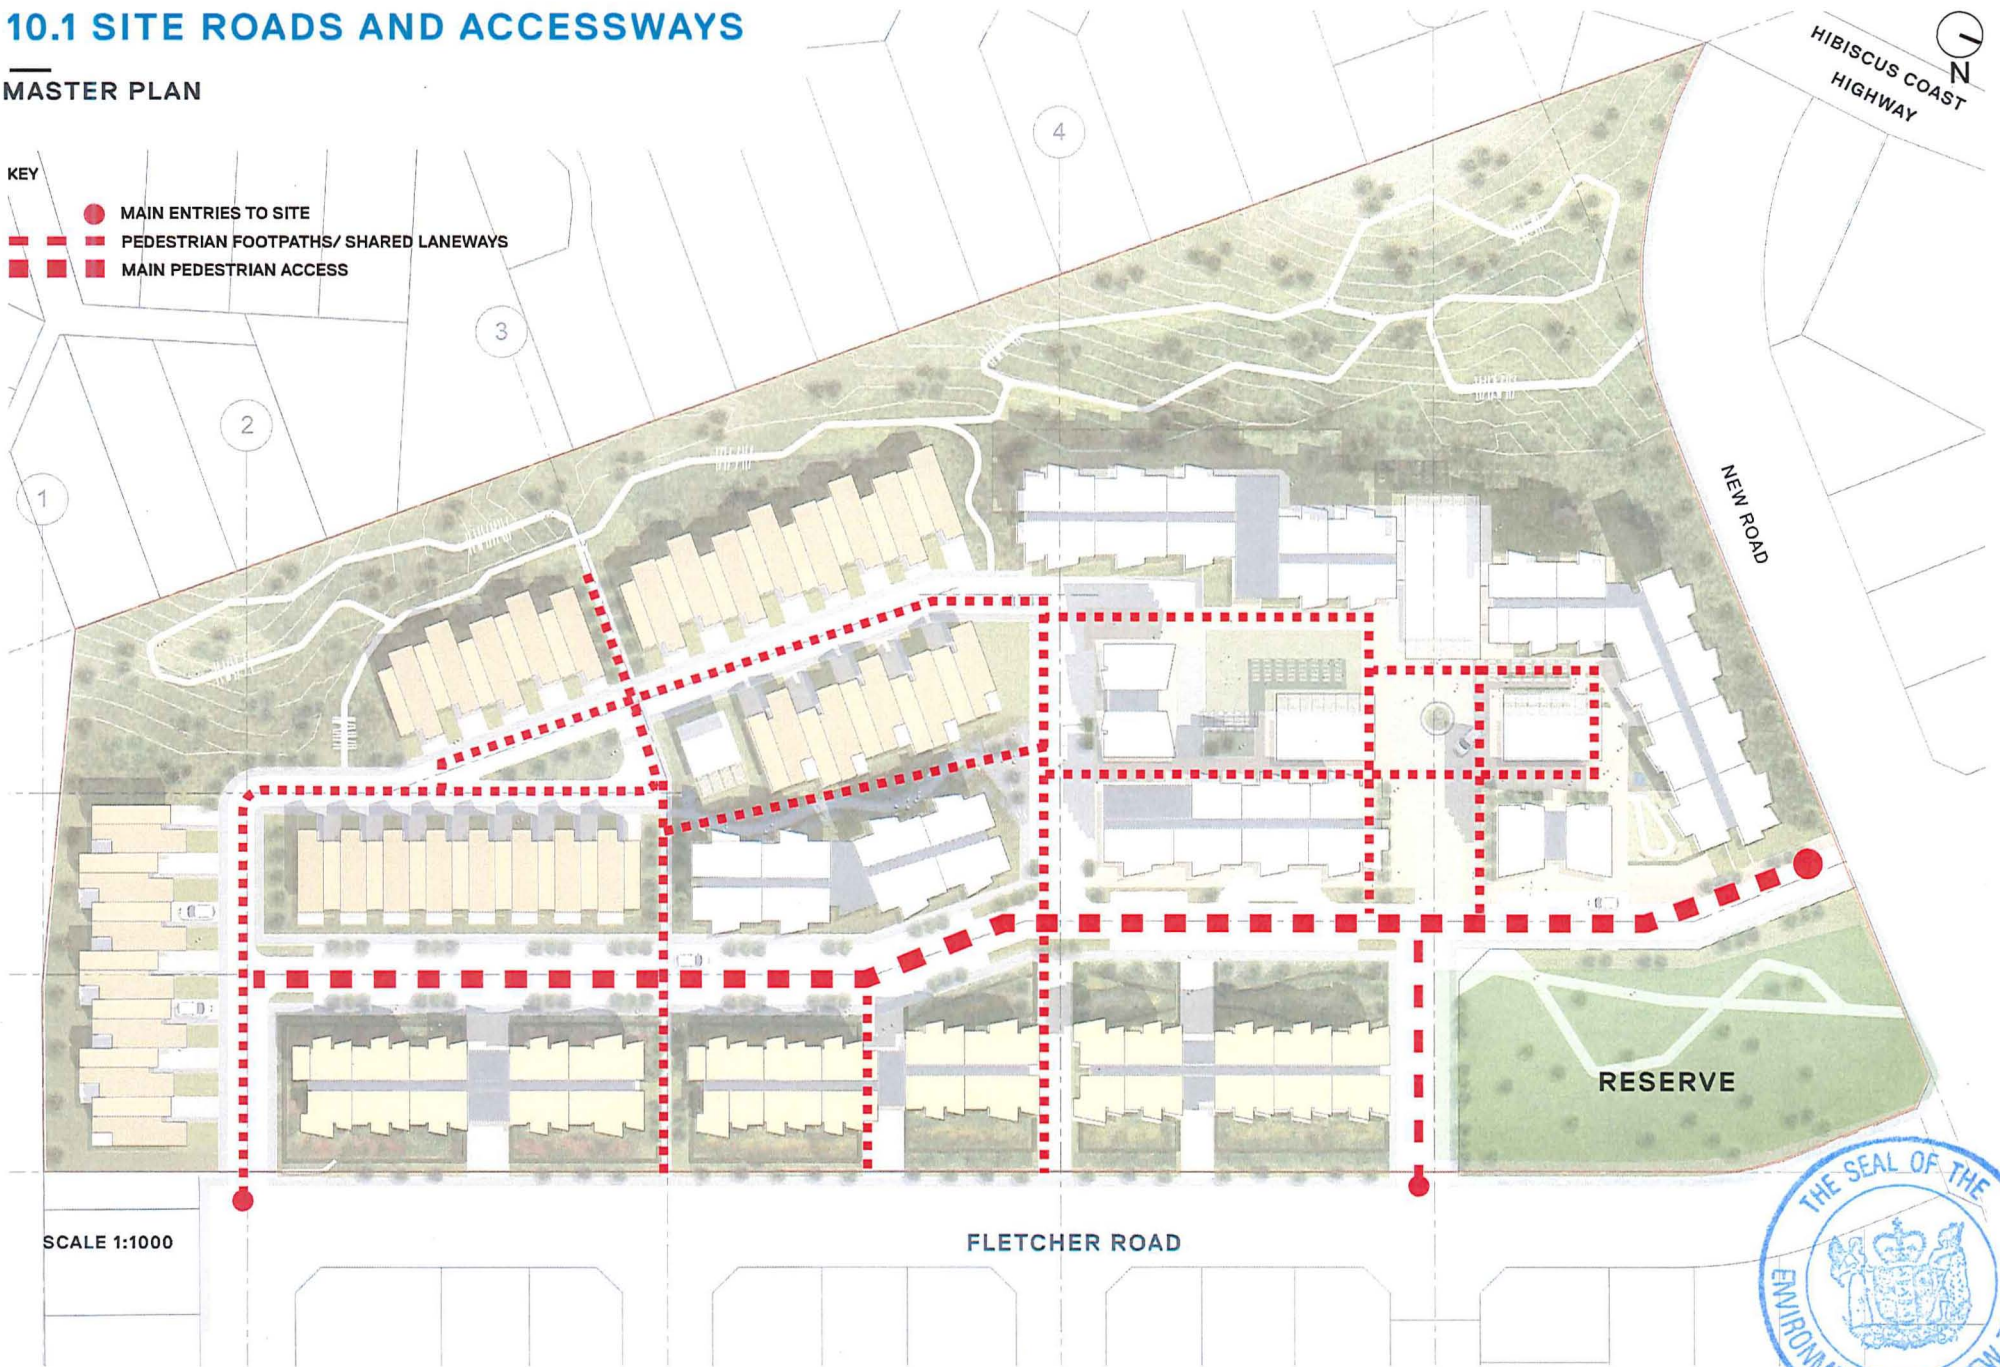 10.1 SITE ROADS AND ACCESSWAYS
MASTER PLAN
KEY
MAIN ENTRIES TO SITE
PEDESTRIAN FOOTPATHS/ SHARED LANEWAYS
MAIN PEDESTRIAN ACCESS
HIBISCUS COAST
HIGHWAY
N
4
3
2
1
NEW ROAD
RESERVE
SCALE 1:1000
FLETCHER ROAD
THE SEAL OF THE